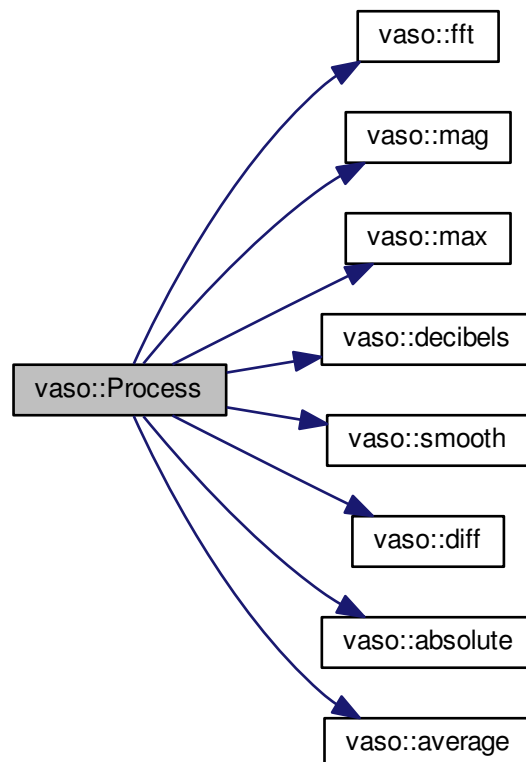 vaso::fft
vaso::mag
vaso::max
vaso::decibels
vaso::Process
vaso::smooth
vaso::diff
vaso::absolute
vaso::average